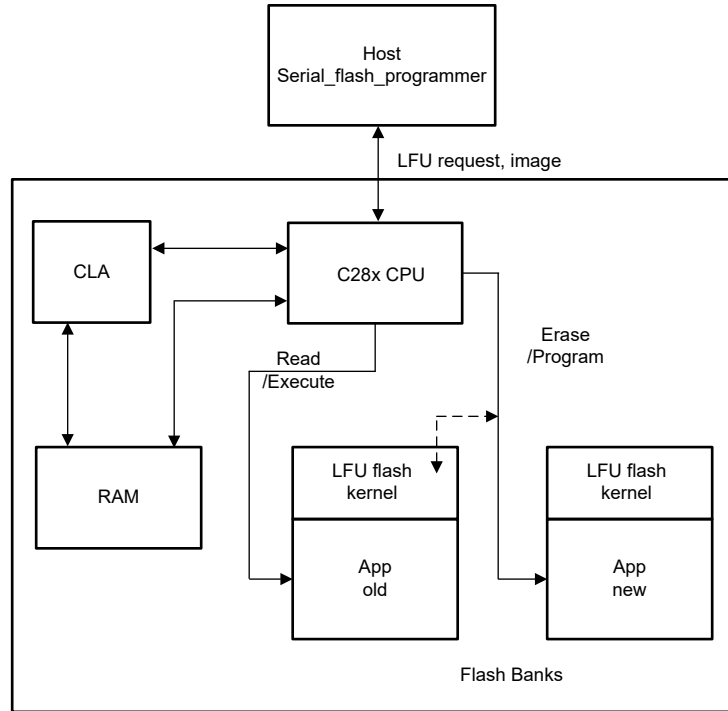 Host
Serial_flash_programmer
LFU request, image
CLA
C28x CPU
Read
/Execute
Erase
/Program
RAM
LFU flash
kernel
App
old
LFU flash
kernel
App
new
Flash Banks